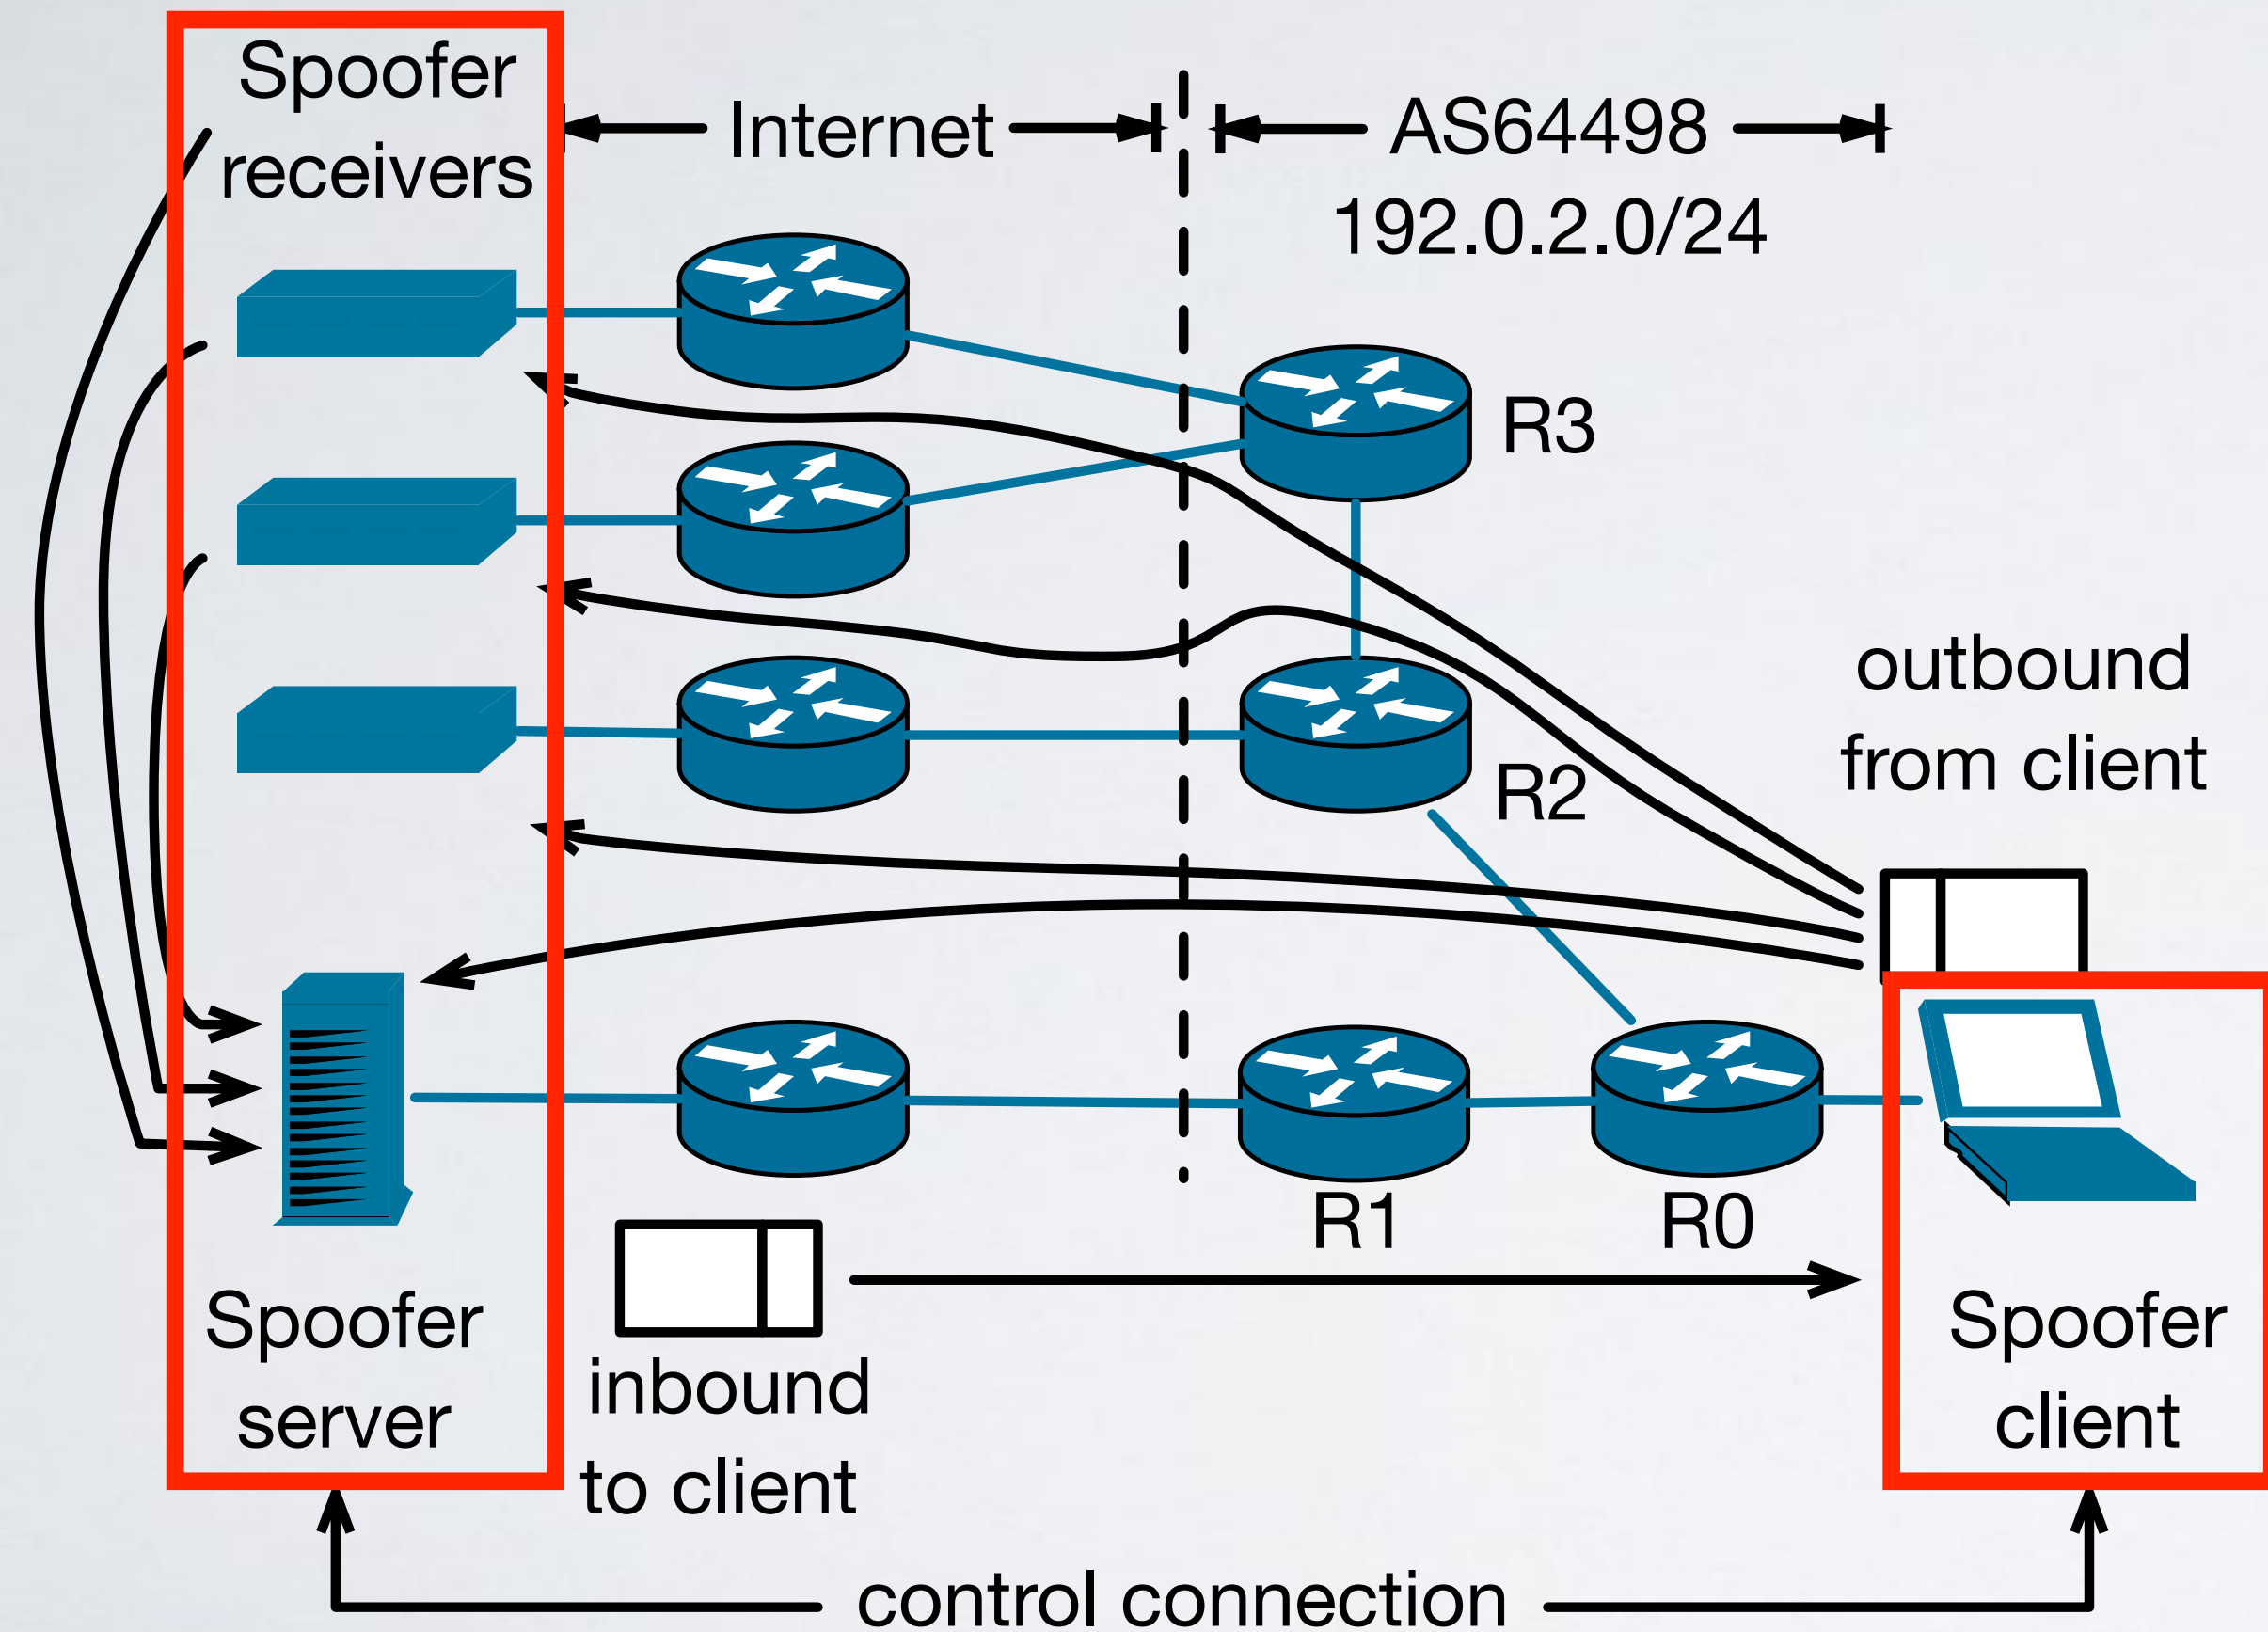 Spoofer
receivers
Internet
AS64498
192.0.2.0/24
R3
R2
outbound
from client
R1
R0
Spoofer
server
inbound
to client
Spoofer
client
control connection